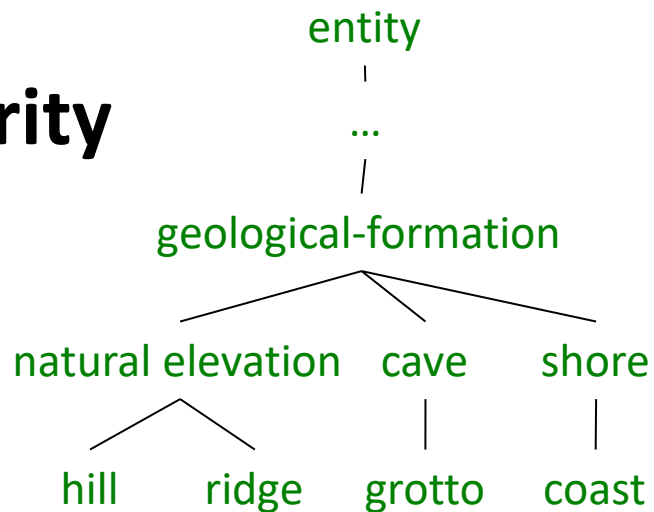 entity
rity
...
geological-formation
natural elevation cave shore
hill ridge grotto coast